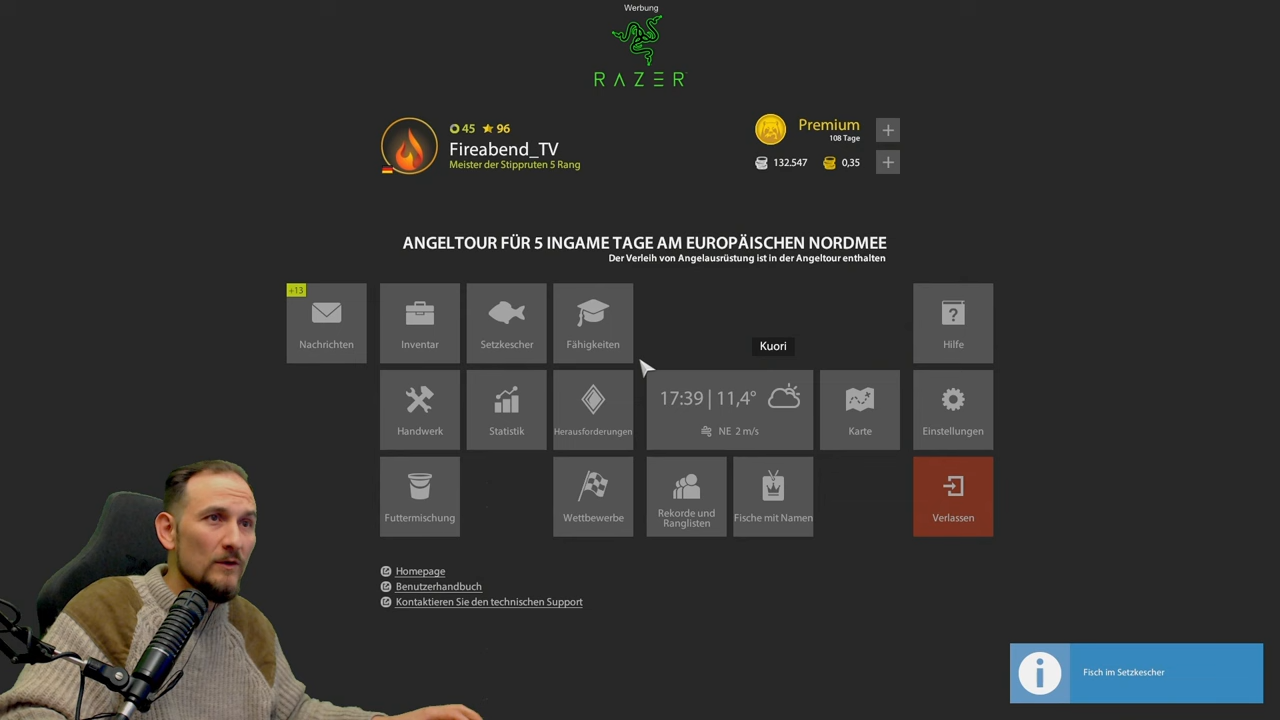 Werbung
RAZER
45 96
Fireabend_TV
Meister der Stippruten 5 Rang
Premium
108 Tage
132.547 0,35
ANGELTOUR FÜR 5 INGAME TAGE AM EUROPÄISCHEN NORDMEE
Der Verleih von Angelausrüstung ist in der Angeltour enthalten
+13
Nachrichten
Inventar
Setzkescher
Fähigkeiten
Kuori
Hilfe
Handwerk
Statistik
Herausforderungen
17:39 | 11,4°
NE 2 m/s
Karte
Einstellungen
Futtermischung
Wettbewerbe
Rekorde und
Ranglisten
Fische mit Namen
Verlassen
Homepage
Benutzerhandbuch
Kontaktieren Sie den technischen Support
Fisch im Setzkescher